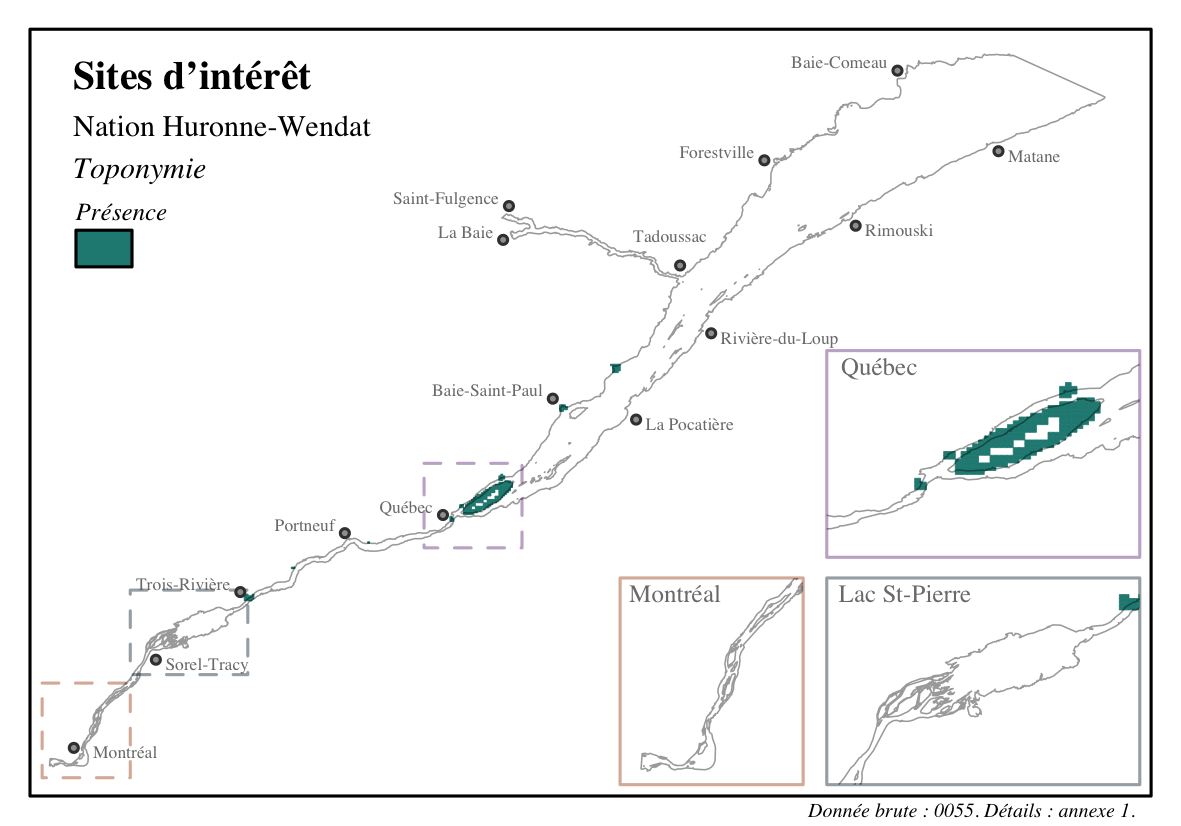 Sites d’intérêt
Nation Huronne-Wendat
Toponymie
Présence
Baie-Comeau
Forestville
Matane
Saint-Fulgence
La Baie
Tadoussac
Rimouski
Rivière-du-Loup
Baie-Saint-Paul
La Pocatière
Québec
Portneuf
Trois-Rivière
Sorel-Tracy
Montréal
Québec
Montréal
Lac St-Pierre
Donnée brute : 0055. Détails : annexe 1.